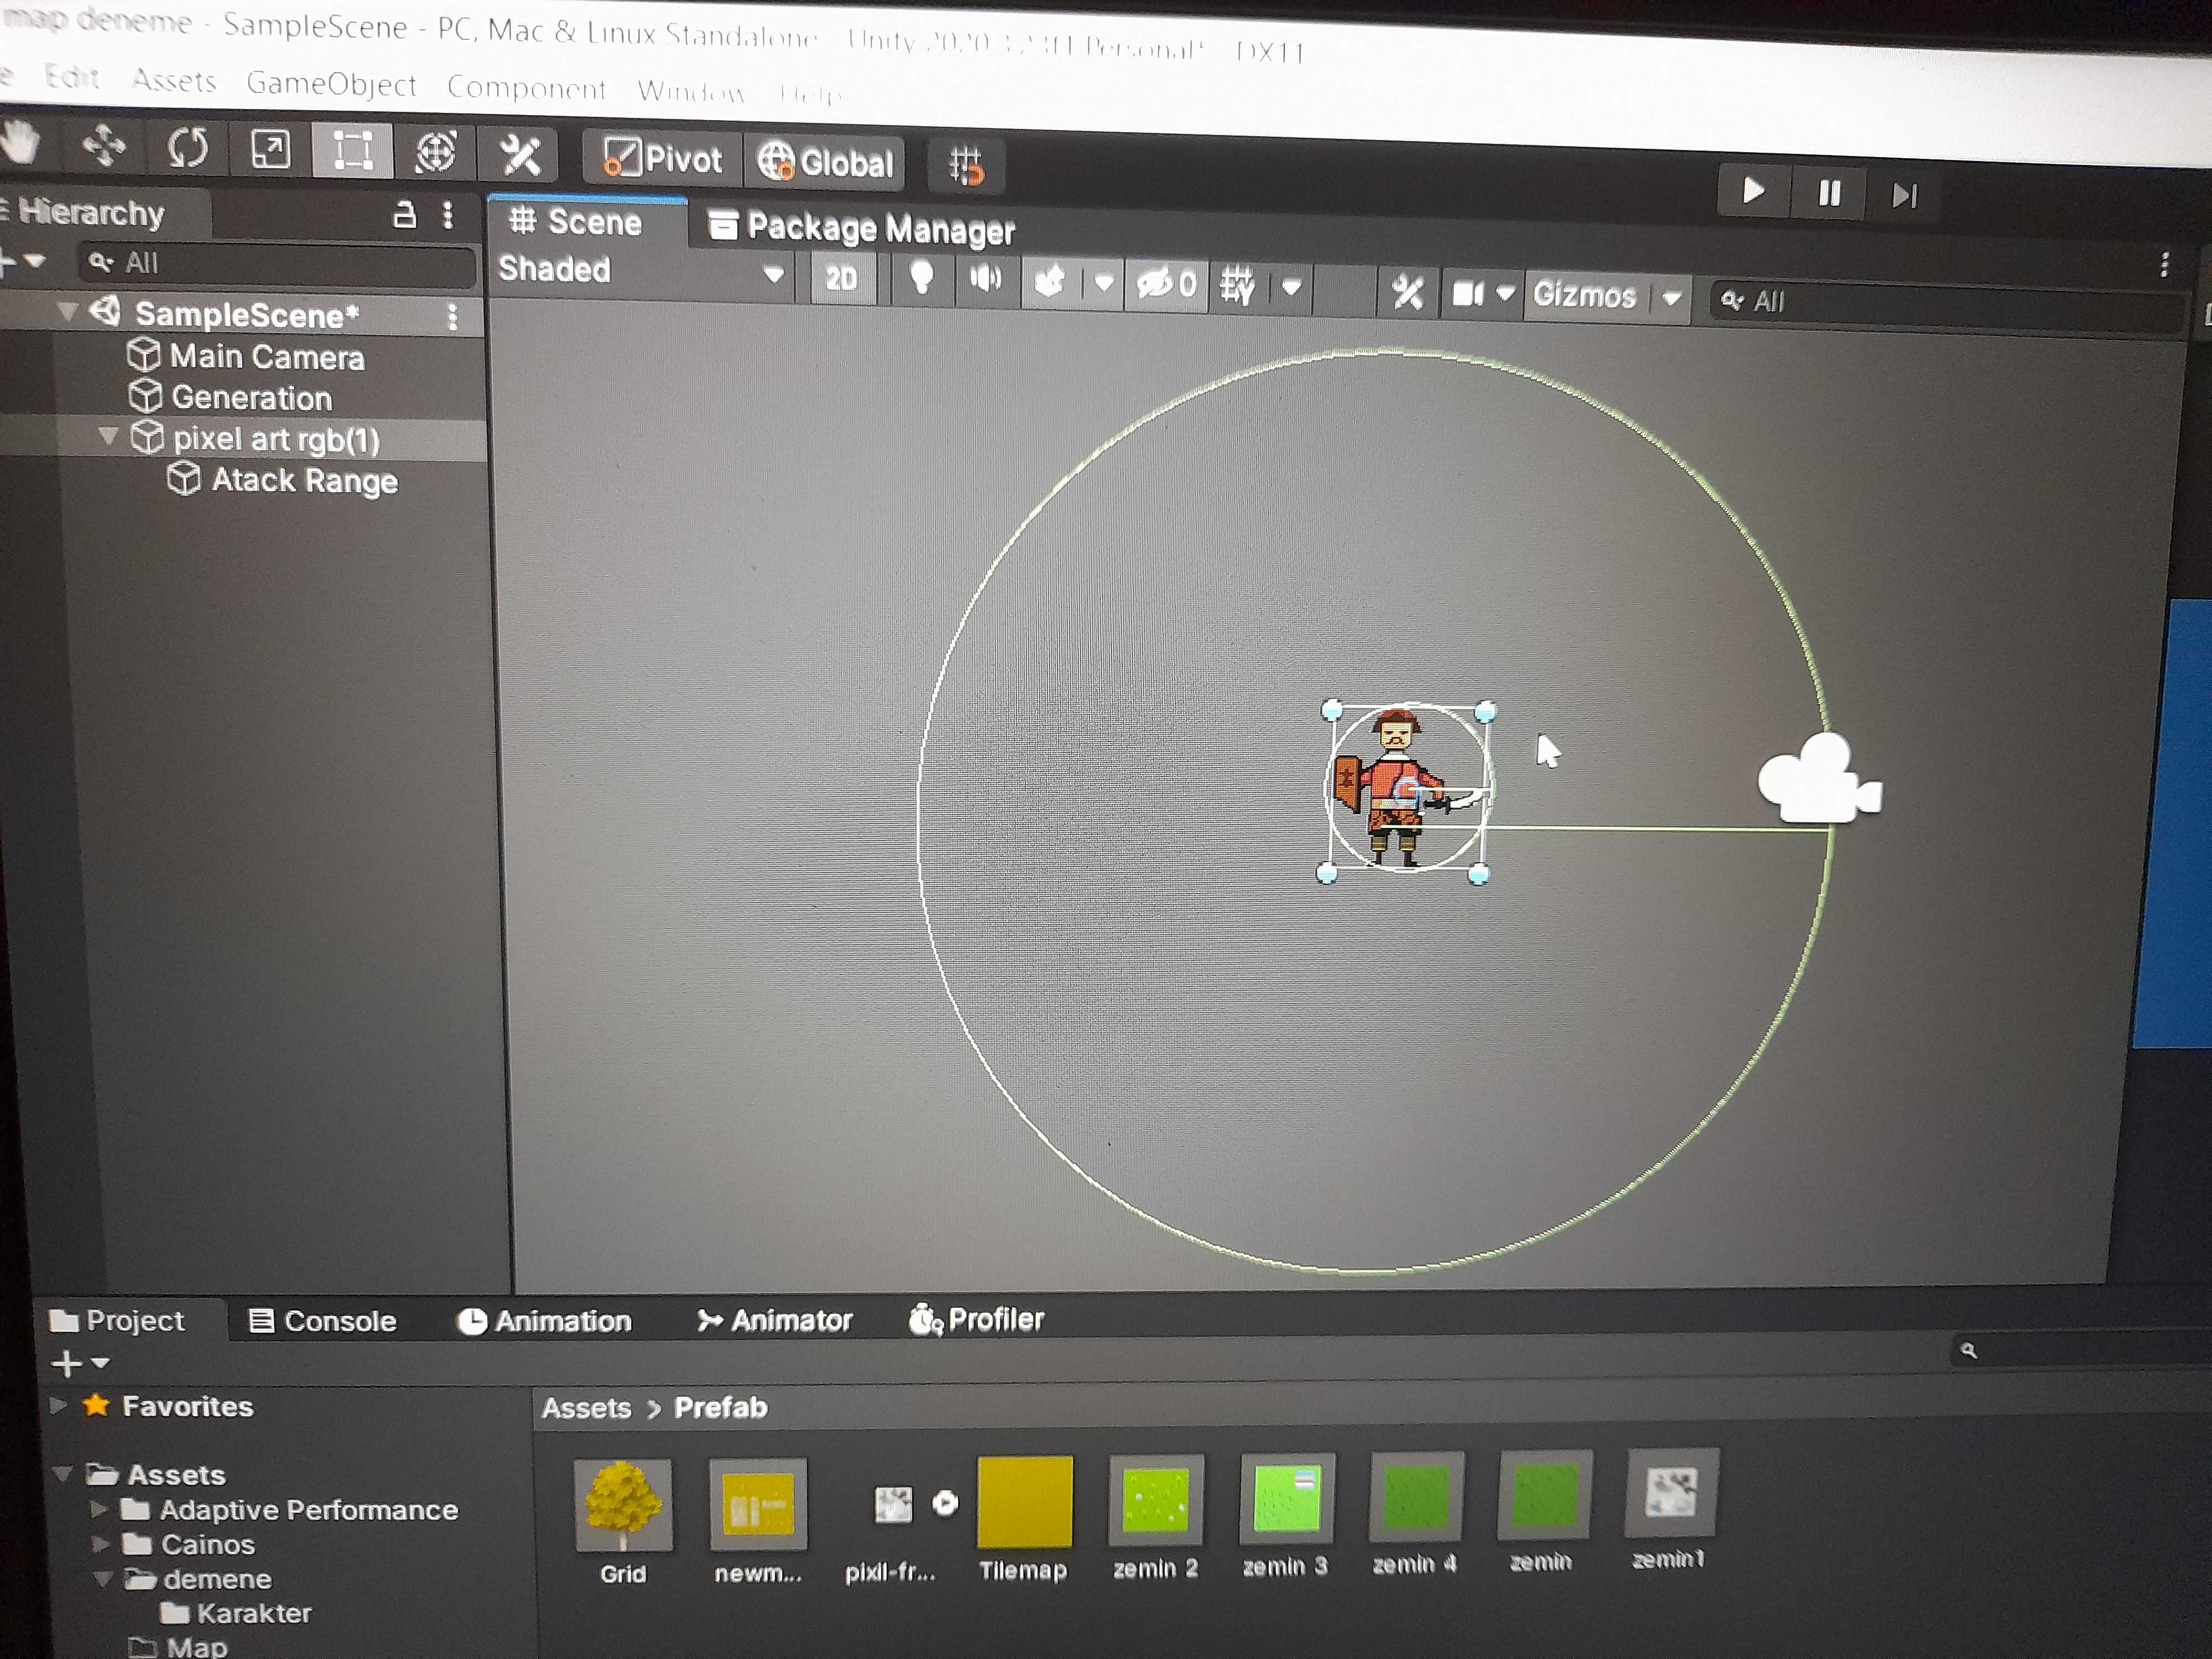 map deneme - SampleScene - PC, Mac & Linux Standalone - Unity Personal* DX11
Edit Assets GameObject Component Window Help
Pivot Global
Hierarchy
All
SampleScene*
Main Camera
Generation
pixel art rgb(1)
Atack Range
Scene Package Manager
Shaded 2D 0 Gizmos All
Project Console Animation Animator Profiler
Favorites
Assets
Adaptive Performance
Cainos
demene
Karakter
Map
Assets > Prefab
Grid newm... pixil-fr... Tilemap zemin 2 zemin 3 zemin 4 zemin zemin1